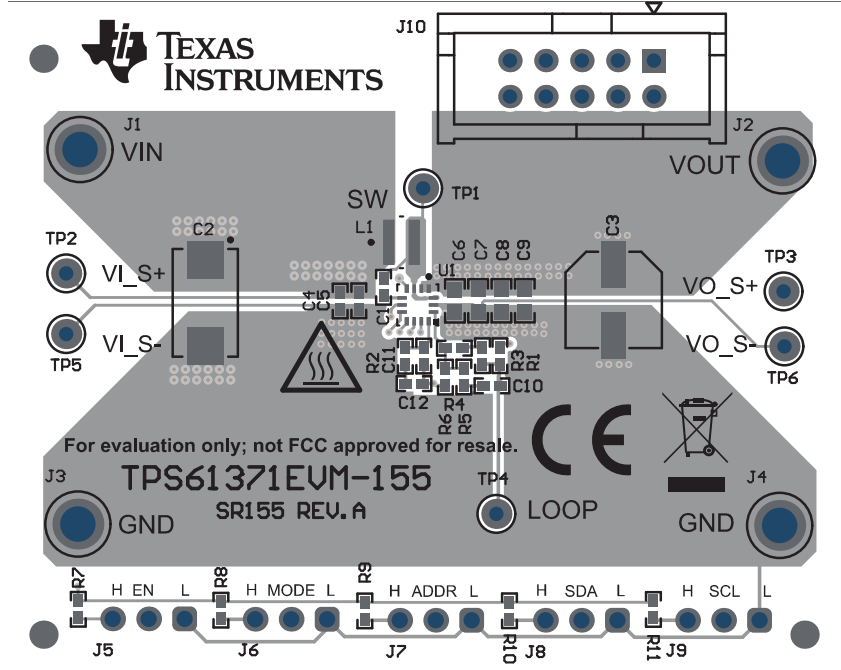 J10
TEXAS
INSTRUMENTS
J1
VIN
J2
VOUT
SW
TP1
L1
C2
C3
TP2
VI_S+
TP3
VO_S+
U1
C6
C7
C8
C9
C4
C5
C1
TP5
VI_S-
VO_S-
TP6
R2
C11
R3
R1
C12
C10
R4
R6
R5
For evaluation only; not FCC approved for resale.
CE
TPS61371EVM-155
SR155 REV.A
TP4
LOOP
J3
GND
J4
GND
R7
H EN L
R8
H MODE L
R9
H ADDR L
R10
H SDA L
R11
H SCL L
J5
J6
J7
J8
J9